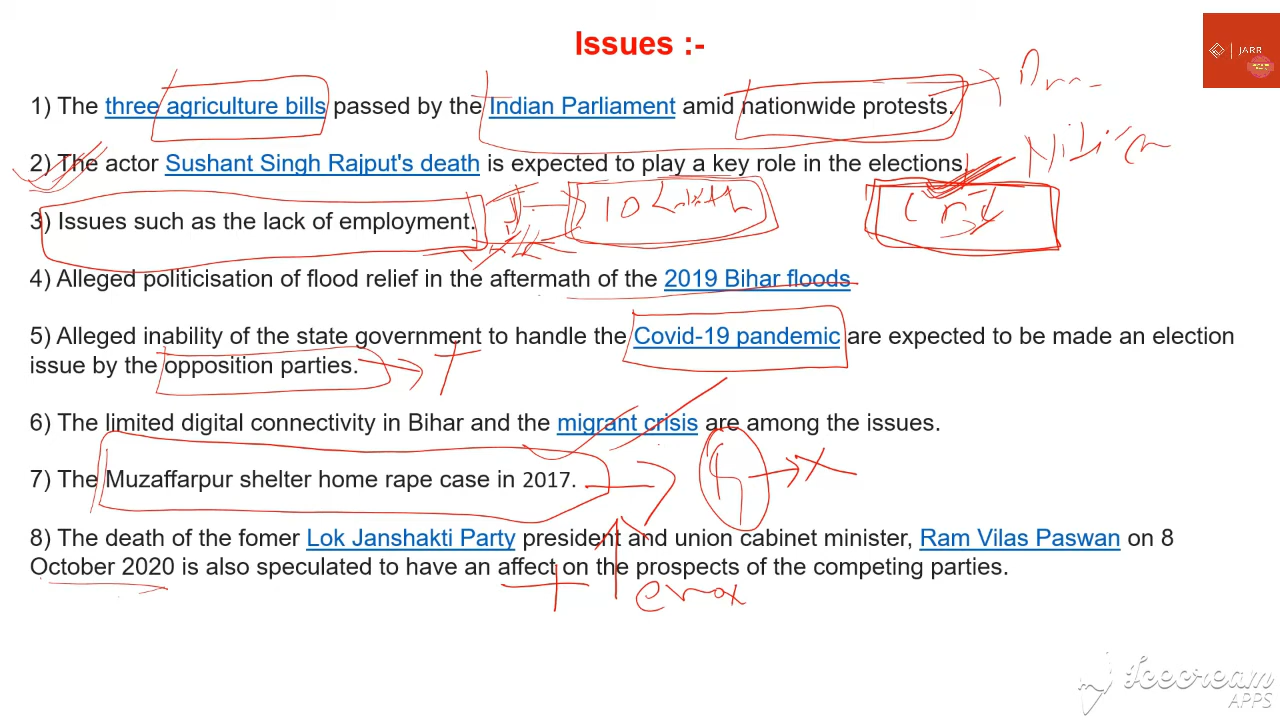 Issues :-
JARR
1) The three agriculture bills passed by the Indian Parliament amid nationwide protests.
2) The actor Sushant Singh Rajput's death is expected to play a key role in the elections
3) Issues such as the lack of employment.
10 Lakh
4) Alleged politicisation of flood relief in the aftermath of the 2019 Bihar floods
5) Alleged inability of the state government to handle the Covid-19 pandemic are expected to be made an election
issue by the opposition parties.
6) The limited digital connectivity in Bihar and the migrant crisis are among the issues.
7) The Muzaffarpur shelter home rape case in 2017.
8) The death of the fomer Lok Janshakti Party president and union cabinet minister, Ram Vilas Paswan on 8
October 2020 is also speculated to have an affect on the prospects of the competing parties.
Icecream
APPS